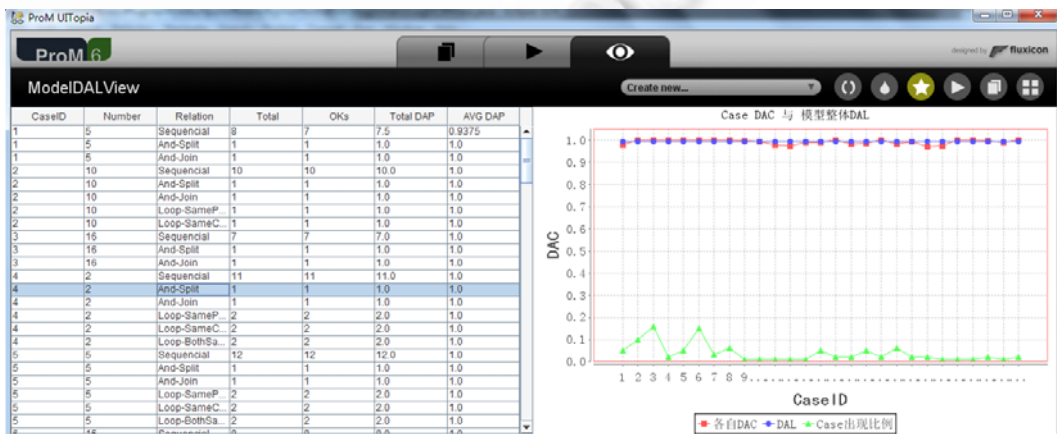 ProM UITopia
ProM 6
designed by fluxicon
ModelDALView
Create new...
CaseID Number Relation Total OKs Total DAP AVG DAP
1 5 Sequencial 8 7 7.5 0.9375
1 5 And-Split 1 1 1.0 1.0
1 5 And-Join 1 1 1.0 1.0
2 10 Sequencial 10 10 10.0 1.0
2 10 And-Split 1 1 1.0 1.0
2 10 And-Join 1 1 1.0 1.0
2 10 Loop-SameP... 1 1 1.0 1.0
2 10 Loop-SameC... 1 1 1.0 1.0
3 16 Sequencial 7 7 7.0 1.0
3 16 And-Split 1 1 1.0 1.0
3 16 And-Join 1 1 1.0 1.0
4 2 Sequencial 11 11 11.0 1.0
4 2 And-Split 1 1 1.0 1.0
4 2 And-Join 1 1 1.0 1.0
4 2 Loop-SameP... 2 2 2.0 1.0
4 2 Loop-SameC... 2 2 2.0 1.0
4 2 Loop-BothSa... 2 2 2.0 1.0
5 5 Sequencial 12 12 12.0 1.0
5 5 And-Split 1 1 1.0 1.0
5 5 And-Join 1 1 1.0 1.0
5 5 Loop-SameP... 2 2 2.0 1.0
5 5 Loop-SameC... 2 2 2.0 1.0
5 5 Loop-BothSa... 2 2 2.0 1.0
Case DAC 与 模型整体DAL
1.0
0.9
0.8
0.7
0.6
0.5
0.4
0.3
0.2
0.1
0.0
DAC
1 2 3 4 5 6 7 8 9
CaseID
各自DAC DAL Case出现比例